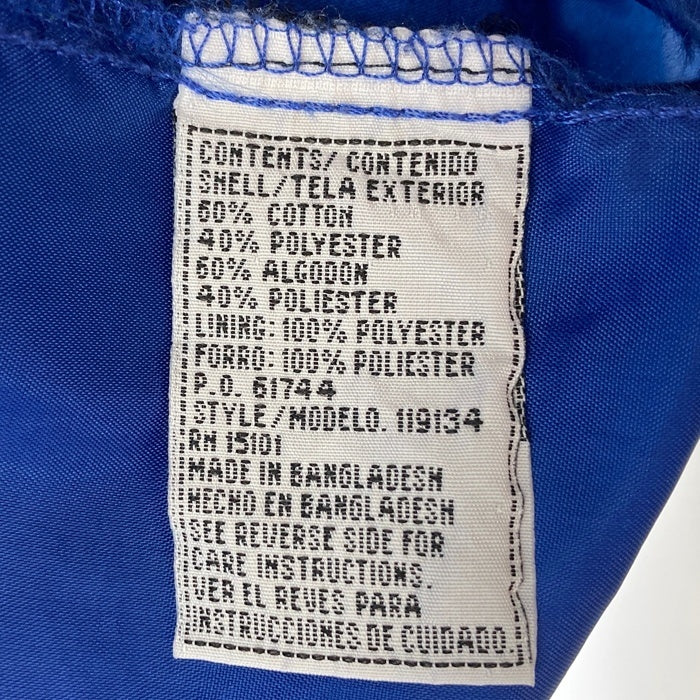 CONTENTS/ CONTENIDO
SHELL/TELA EXTERIOR
60% COTTON
40% POLYESTER
60% ALGODON
40% POLIESTER
LINING: 100% POLYESTER
FORRO: 100% POLIESTER
P.O. 61744
STYLE/MODELO. 119134
RN 15101
MADE IN BANGLADESH
HECHO EN BANGLADESH
SEE REVERSE SIDE FOR
CARE INSTRUCTIONS.
VER EL REVES PARA
INSTRUCCIONES DE CUIDADO.